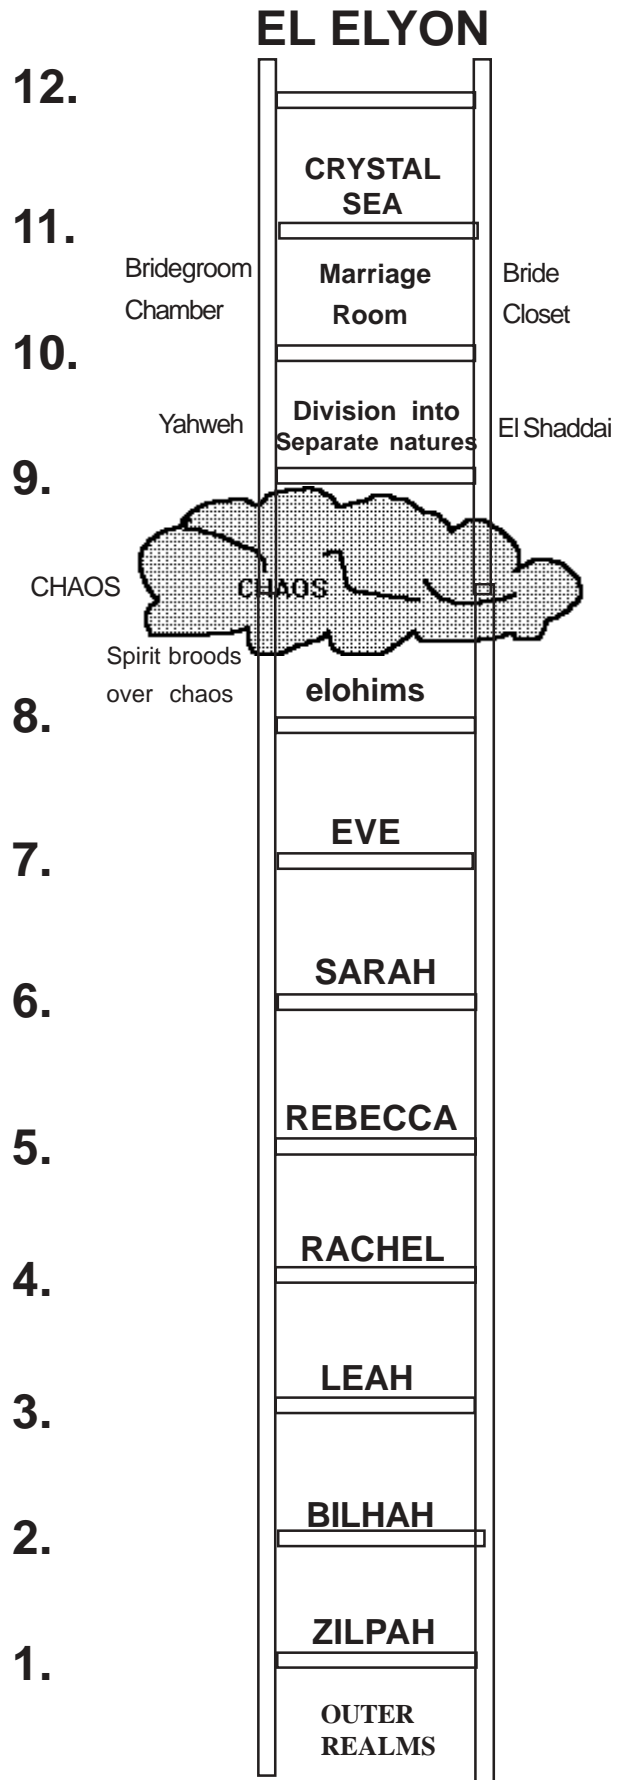 EL ELYON
12.
CRYSTAL
SEA
11.
Bridegroom Marriage Bride
Chamber Room Closet
10.
Yahweh Division into El Shaddai
Separate natures
9.
CHAOS CHAOS
Spirit broods
over chaos elohims
8.
EVE
7.
SARAH
6.
REBECCA
5.
RACHEL
4.
LEAH
3.
BILHAH
2.
ZILPAH
1.
OUTER
REALMS